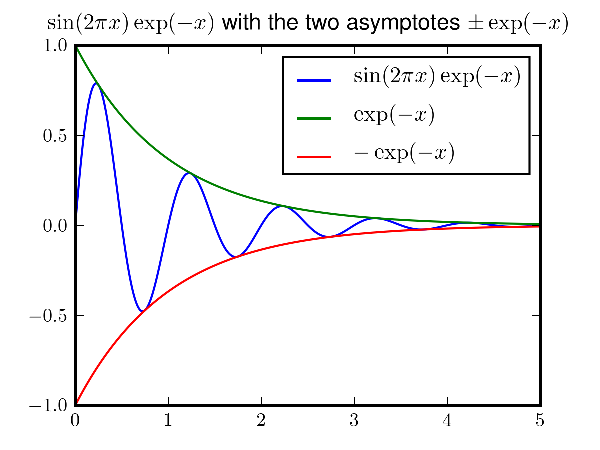 sin(2πx) exp(−x) with the two asymptotes ± exp(−x)
1.0
sin(2πx) exp(−x)
exp(−x)
− exp(−x)
0.5
0.0
−0.5
−1.0
0 1 2 3 4 5